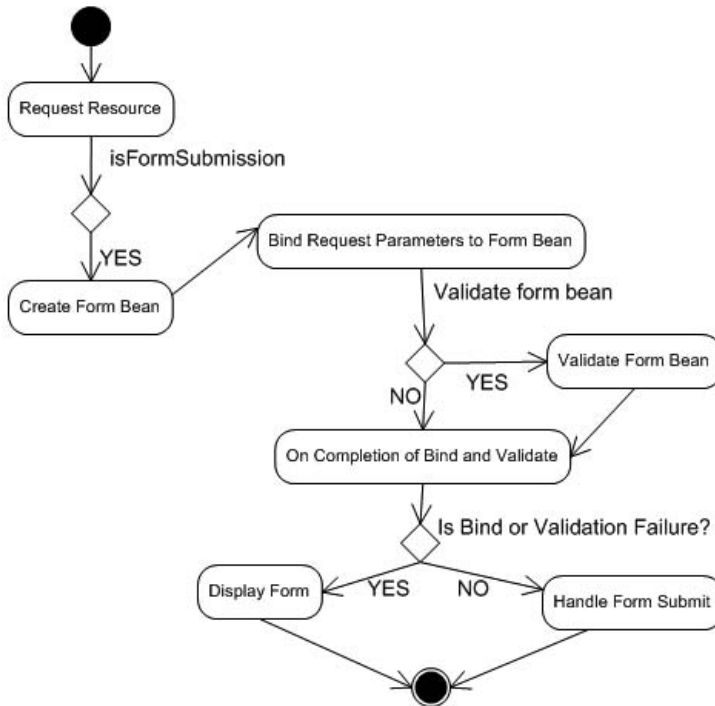 Request Resource
isFormSubmission
YES
Create Form Bean
Bind Request Parameters to Form Bean
Validate form bean
YES
Validate Form Bean
NO
On Completion of Bind and Validate
Is Bind or Validation Failure?
YES
NO
Display Form
Handle Form Submit